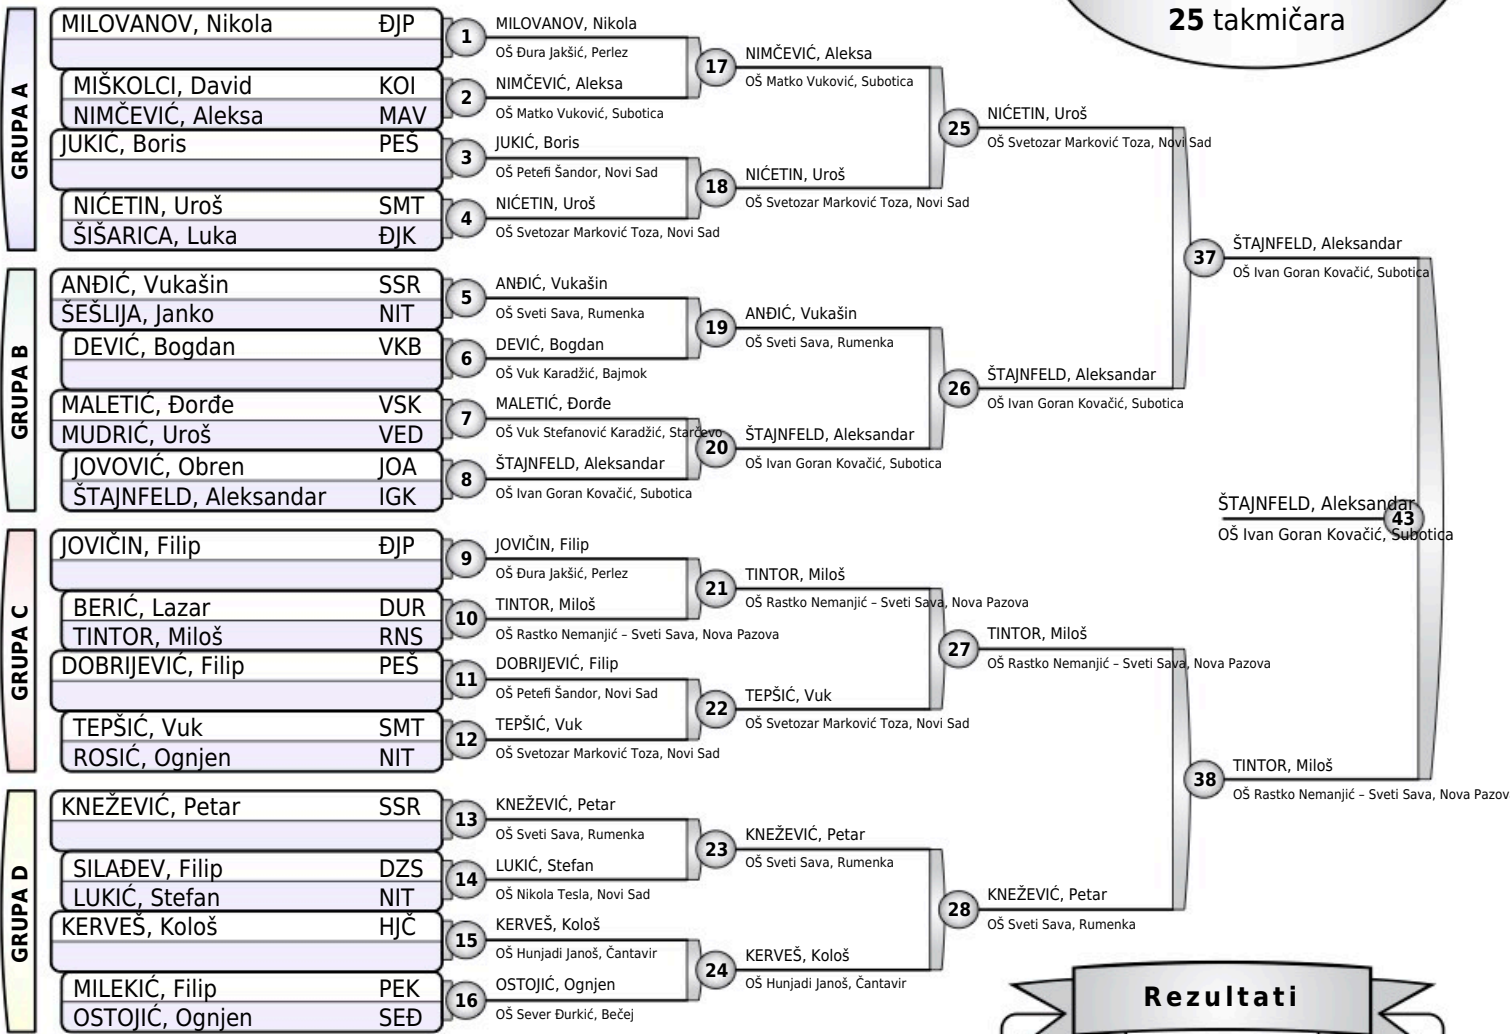 25 takmičara
GRUPA A
MILOVANOV, Nikola ĐJP
MIŠKOLCI, David KOI
NIMČEVIĆ, Aleksa MAV
JUKIĆ, Boris PEŠ
NIĆETIN, Uroš SMT
ŠIŠARICA, Luka ĐJK
GRUPA B
ANĐIĆ, Vukašin SSR
ŠEŠLIJA, Janko NIT
DEVIĆ, Bogdan VKB
MALETIĆ, Đorđe VSK
MUDRIĆ, Uroš VED
JOVOVIĆ, Obren JOA
ŠTAJNFELD, Aleksandar IGK
GRUPA C
JOVIČIN, Filip ĐJP
BERIĆ, Lazar DUR
TINTOR, Miloš RNS
DOBRIJEVIĆ, Filip PEŠ
TEPŠIĆ, Vuk SMT
ROSIĆ, Ognjen NIT
GRUPA D
KNEŽEVIĆ, Petar SSR
SILAĐEV, Filip DZS
LUKIĆ, Stefan NIT
KERVEŠ, Kološ HJČ
MILEKIĆ, Filip PEK
OSTOJIĆ, Ognjen SEĐ
1
MILOVANOV, Nikola
OŠ Đura Jakšić, Perlez
2
NIMČEVIĆ, Aleksa
OŠ Matko Vuković, Subotica
3
JUKIĆ, Boris
OŠ Petefi Šandor, Novi Sad
4
NIĆETIN, Uroš
OŠ Svetozar Marković Toza, Novi Sad
5
ANĐIĆ, Vukašin
OŠ Sveti Sava, Rumenka
6
DEVIĆ, Bogdan
OŠ Vuk Karadžić, Bajmok
7
MALETIĆ, Đorđe
OŠ Vuk Stefanović Karadžić, Starčevo
8
ŠTAJNFELD, Aleksandar
OŠ Ivan Goran Kovačić, Subotica
9
JOVIČIN, Filip
OŠ Đura Jakšić, Perlez
10
TINTOR, Miloš
OŠ Rastko Nemanjić – Sveti Sava, Nova Pazova
11
DOBRIJEVIĆ, Filip
OŠ Petefi Šandor, Novi Sad
12
TEPŠIĆ, Vuk
OŠ Svetozar Marković Toza, Novi Sad
13
KNEŽEVIĆ, Petar
OŠ Sveti Sava, Rumenka
14
LUKIĆ, Stefan
OŠ Nikola Tesla, Novi Sad
15
KERVEŠ, Kološ
OŠ Hunjadi Janoš, Čantavir
16
OSTOJIĆ, Ognjen
OŠ Sever Đurkić, Bečej
17
NIMČEVIĆ, Aleksa
OŠ Matko Vuković, Subotica
18
NIĆETIN, Uroš
OŠ Svetozar Marković Toza, Novi Sad
19
ANĐIĆ, Vukašin
OŠ Sveti Sava, Rumenka
20
ŠTAJNFELD, Aleksandar
OŠ Ivan Goran Kovačić, Subotica
21
TINTOR, Miloš
OŠ Rastko Nemanjić – Sveti Sava, Nova Pazova
22
TEPŠIĆ, Vuk
OŠ Svetozar Marković Toza, Novi Sad
23
KNEŽEVIĆ, Petar
OŠ Sveti Sava, Rumenka
24
KERVEŠ, Kološ
OŠ Hunjadi Janoš, Čantavir
25
NIĆETIN, Uroš
OŠ Svetozar Marković Toza, Novi Sad
26
ŠTAJNFELD, Aleksandar
OŠ Ivan Goran Kovačić, Subotica
27
TINTOR, Miloš
OŠ Rastko Nemanjić – Sveti Sava, Nova Pazova
28
KNEŽEVIĆ, Petar
OŠ Sveti Sava, Rumenka
37
ŠTAJNFELD, Aleksandar
OŠ Ivan Goran Kovačić, Subotica
38
TINTOR, Miloš
OŠ Rastko Nemanjić – Sveti Sava, Nova Pazov
43
ŠTAJNFELD, Aleksandar
OŠ Ivan Goran Kovačić, Subotica
Rezultati